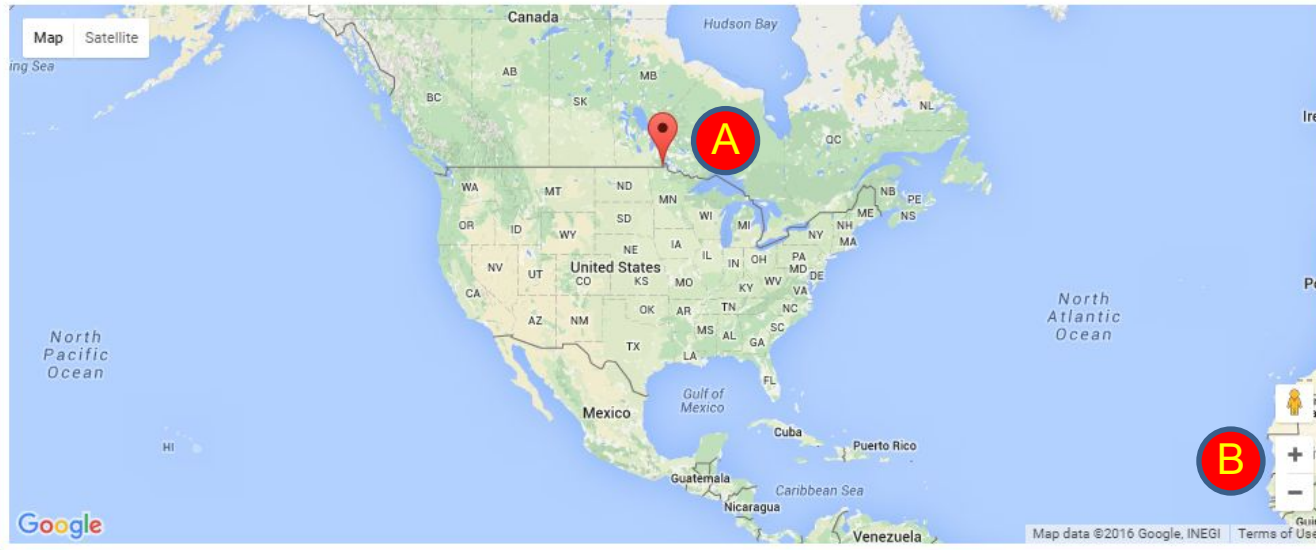 Canada
Hudson Bay
Map Satellite
ing Sea
AB
MB
BC
SK
NL
Ire
A
QC
WA
MT
ND
MN
NB
PE
OR
ID
SD
WI
MI
ME
NS
WY
NH
NY
MA
NE
IA
NV
UT
United States
IL
IN
OH
PA
MD
DE
CO
KS
MO
KY
WV
VA
CA
AZ
NM
OK
AR
TN
NC
MS
AL
GA
SC
TX
LA
FL
North
Pacific
Ocean
North
Atlantic
Ocean
Gulf of
Mexico
Mexico
Cuba
Puerto Rico
HI
B
+
−
Guatemala
Caribbean Sea
Nicaragua
Google
Venezuela
Map data ©2016 Google, INEGI Terms of Use